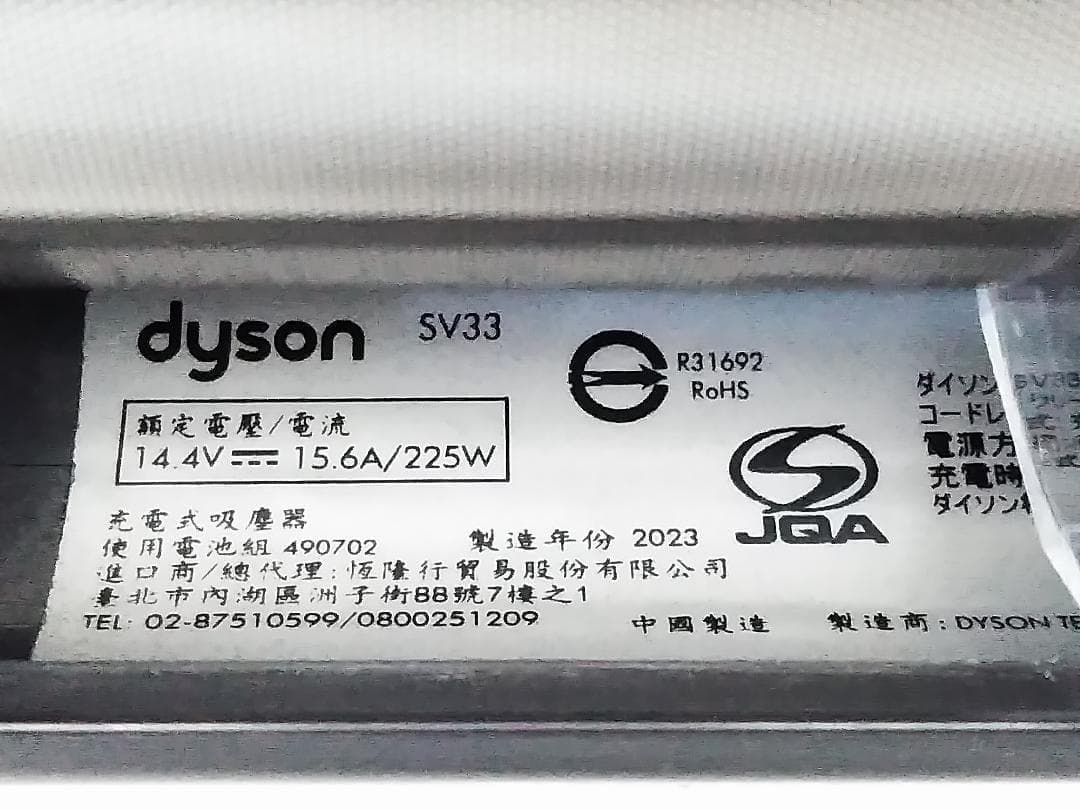 dyson SV33
R31692
RoHS
額定電壓/電流
14.4V 15.6A/225W
JQA
充電式吸塵器
使用電池組 490702
製造年份 2023
進口商/總代理:恆隆行貿易股份有限公司
臺北市內湖區洲子街88號7樓之1
TEL: 02-87510599/0800251209
中國製造
製造商: DYSON
ダイソン
コードレ
電源方
充電時
ダイソン